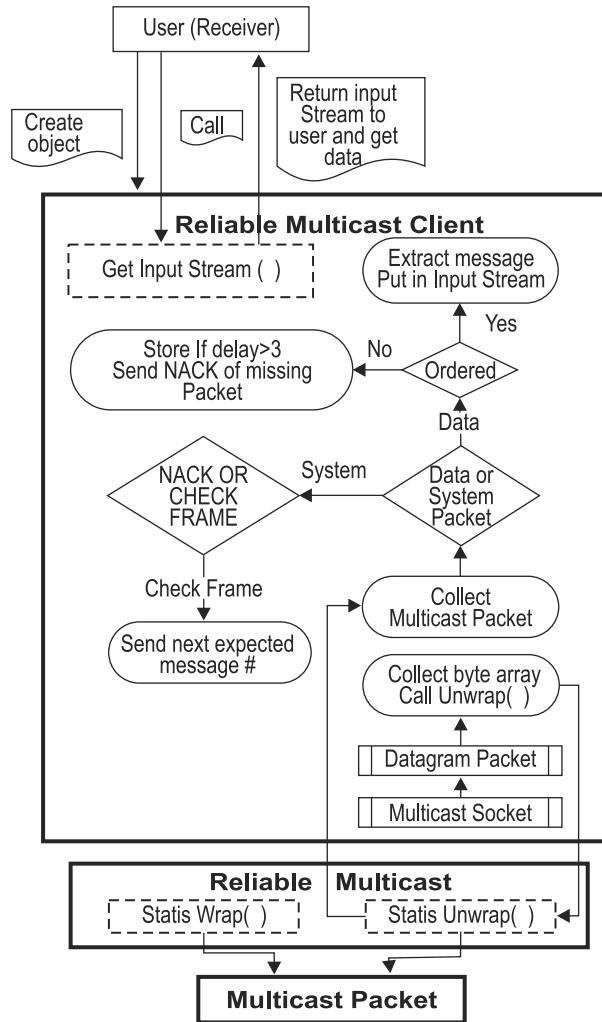 User (Receiver)
Create
object
Call
Return input
Stream to
user and get
data
Reliable Multicast Client
Get Input Stream ( )
Extract message
Put in Input Stream
Yes
Store If delay>3
Send NACK of missing
Packet
No
Ordered
Data
NACK OR
CHECK
FRAME
System
Data or
System
Packet
Check Frame
Collect
Multicast Packet
Send next expected
message #
Collect byte array
Call Unwrap( )
Datagram Packet
Multicast Socket
Reliable Multicast
Statis Wrap( )
Statis Unwrap( )
Multicast Packet